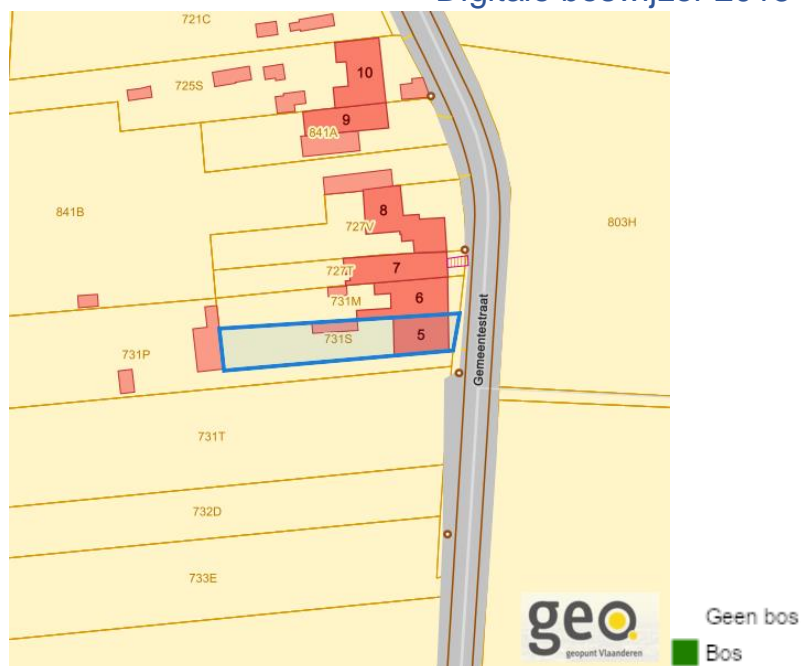 721C
10
725S
9
841A
841B
8
727V
803H
7
727T
6
731M
5
731S
731P
Gemeentestraat
731T
732D
733E
geo
geopunt Vlaanderen
Geen bos
Bos